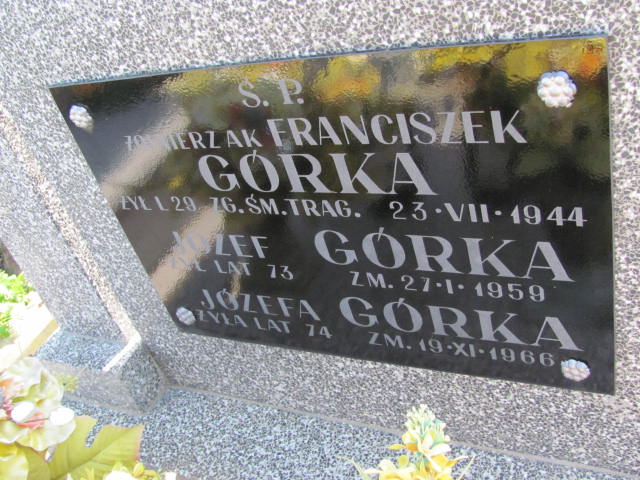 Ś. P.
ŻOŁNIERZ AK FRANCISZEK
GÓRKA
ŻYŁ L 29. ZG. ŚM. TRAG. 23·VII·1944
JÓZEF GÓRKA
ŻYŁ LAT 73 ZM. 27·I·1959
JÓZEFA GÓRKA
ŻYŁA LAT 74 ZM. 19·XI·1966